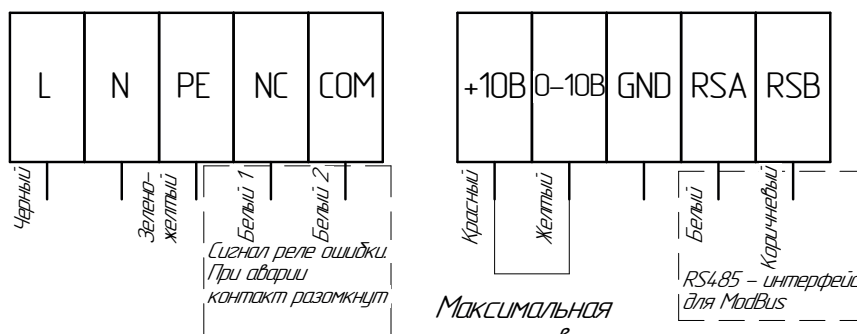 L N PE NC COM
+10В 0-10В GND RSA RSB
Черный
Зелено-
желтый
Белый 1
Белый 2
Красный
Желтый
Белый
Коричневый
Сигнал реле ошибки.
При аварии
контакт разомкнут
RS485 - интерфейс
для ModBus
Максимальная